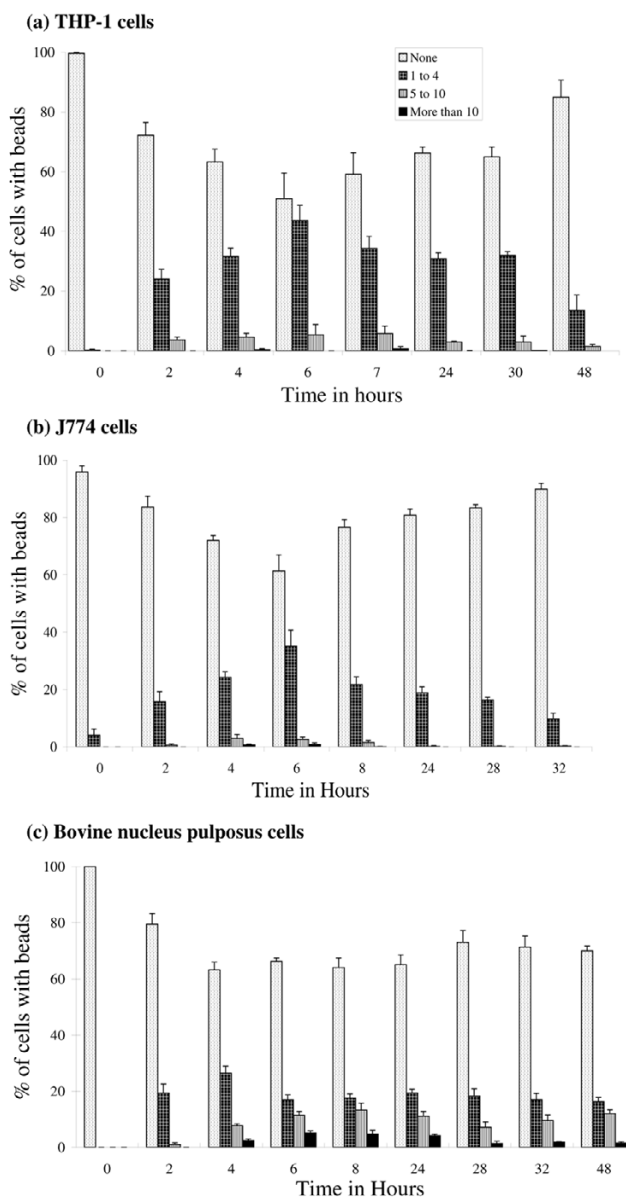 (a) THP-1 cells
100
80
60
40
20
0
% of cells with beads
None
1 to 4
5 to 10
More than 10
0 2 4 6 7 24 30 48
Time in hours
(b) J774 cells
100
80
60
40
20
0
% of cells with beads
0 2 4 6 8 24 28 32
Time in Hours
(c) Bovine nucleus pulposus cells
100
80
60
40
20
0
% of cells with beads
0 2 4 6 8 24 28 32 48
Time in Hours